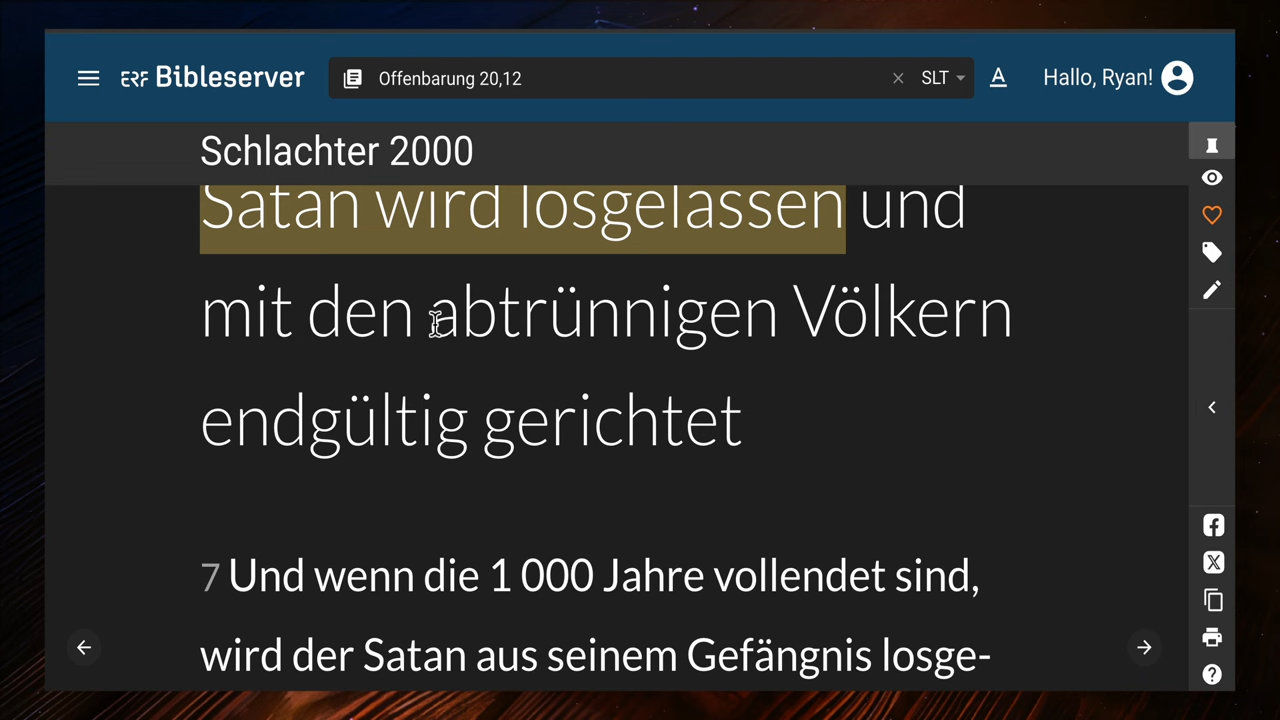 ERF Bibleserver
Offenbarung 20,12
SLT
A
Hallo, Ryan!
Schlachter 2000
Satan wird losgelassen und
mit den abtrünnigen Völkern
endgültig gerichtet
7 Und wenn die 1 000 Jahre vollendet sind,
wird der Satan aus seinem Gefängnis losge-